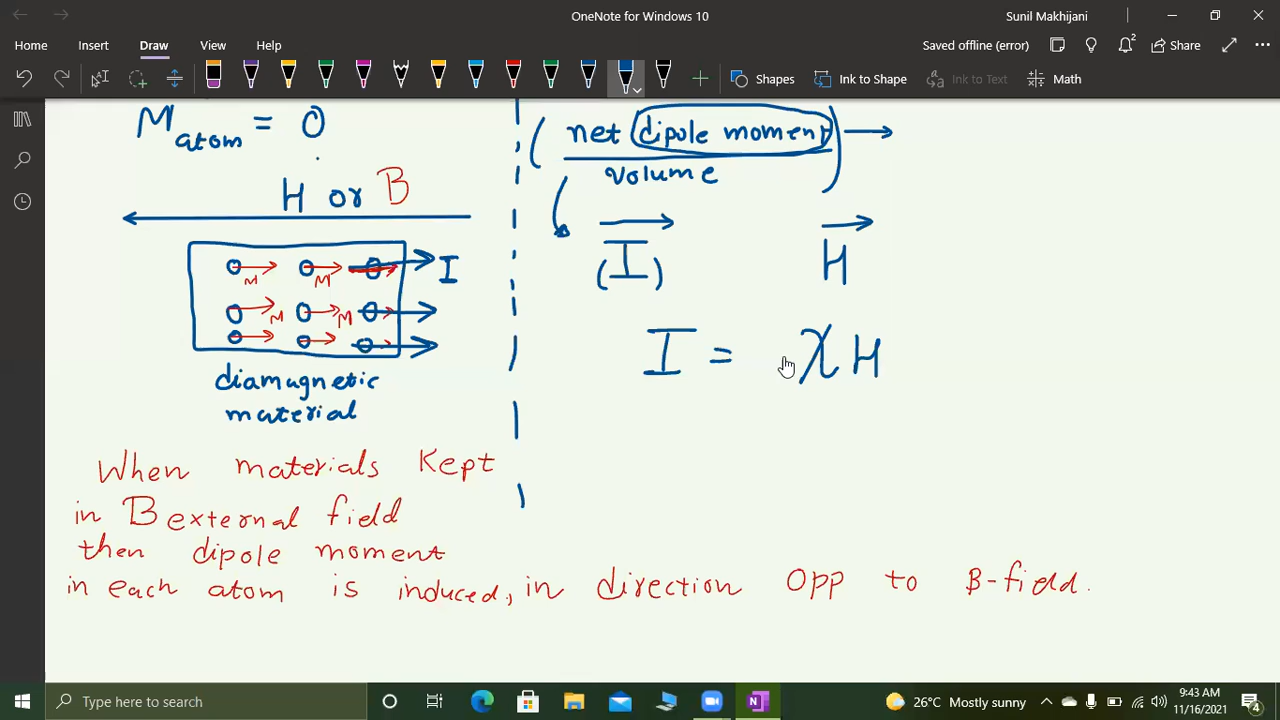 OneNote for Windows 10
Sunil Makhijani
Home Insert Draw View Help
Saved offline (error)
Share
Shapes
Ink to Shape
Ink to Text
Math
M atom = 0
H or B
M M I
M M
diamagnetic
material
( net dipole moment )
volume
(I) H
I = χ H
When materials Kept
in B external field
then dipole moment
in each atom is induced, in direction opp to B-field.
Type here to search
26°C Mostly sunny
9:43 AM
11/16/2021
4